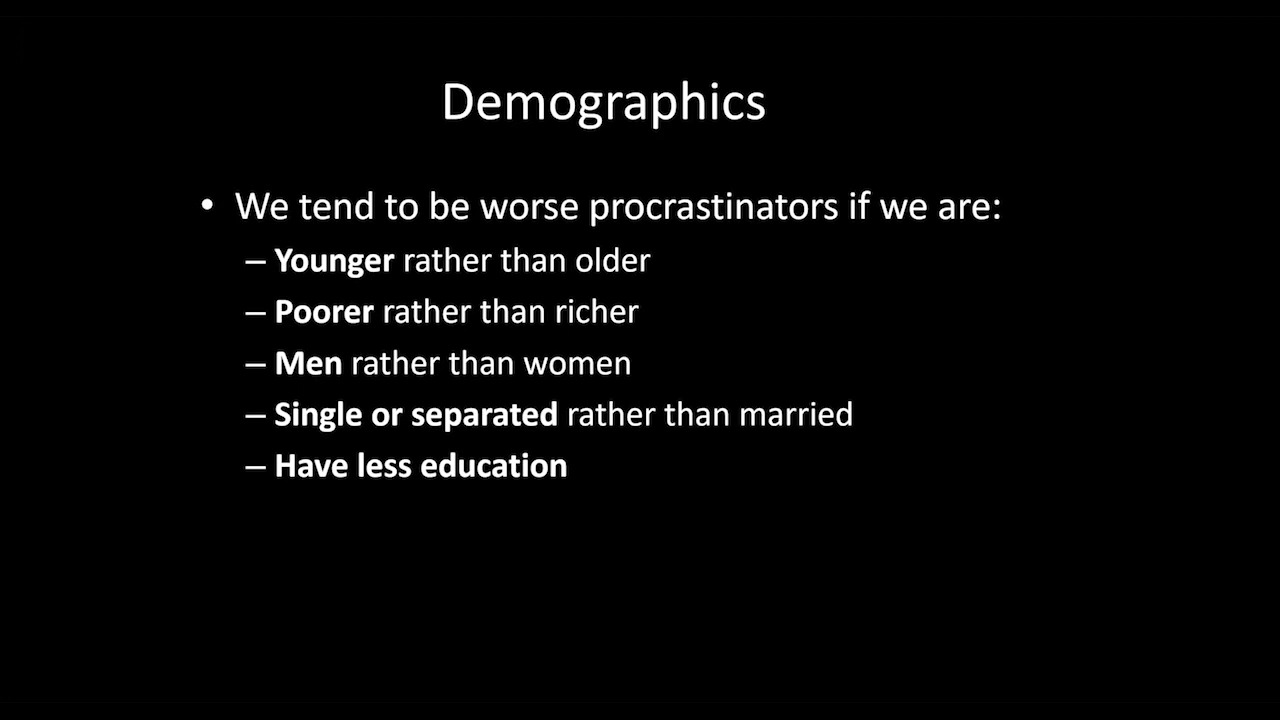 Demographics
• We tend to be worse procrastinators if we are:
– Younger rather than older
– Poorer rather than richer
– Men rather than women
– Single or separated rather than married
– Have less education